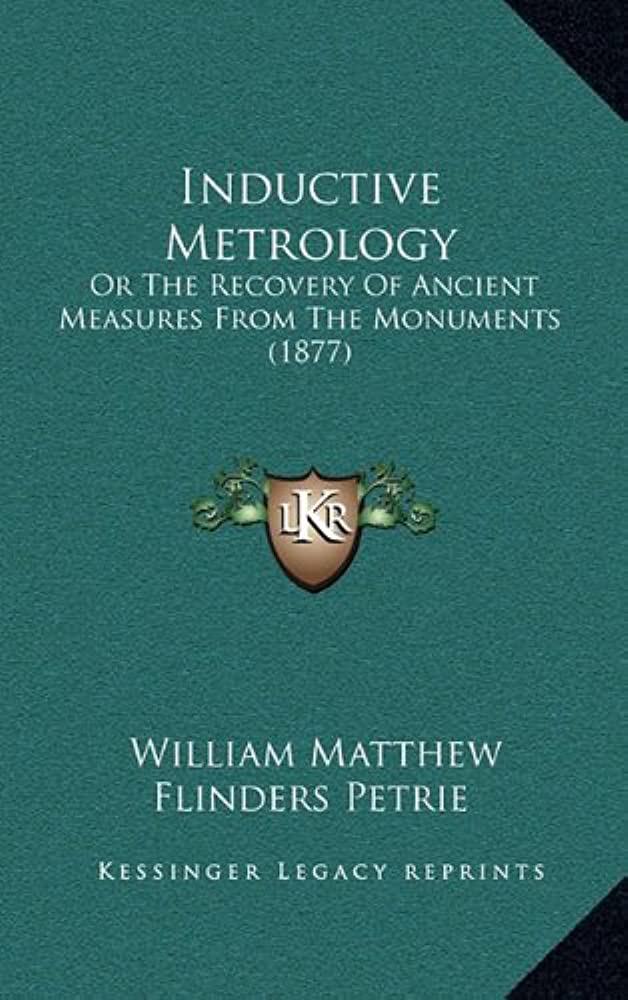 INDUCTIVE
METROLOGY
OR THE RECOVERY OF ANCIENT
MEASURES FROM THE MONUMENTS
(1877)
LKR
WILLIAM MATTHEW
FLINDERS PETRIE
KESSINGER LEGACY REPRINTS